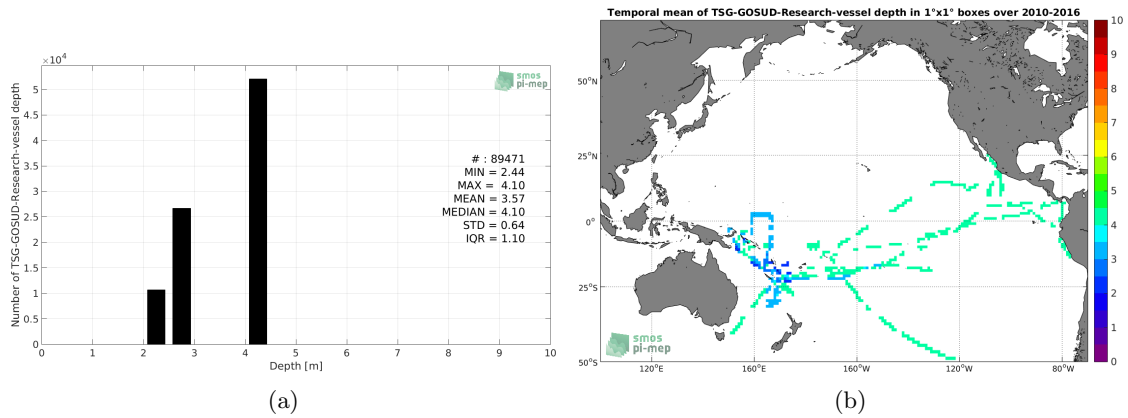 ×10⁴
5
4.5
4
3.5
3
2.5
2
1.5
1
0.5
0
Number of TSG-GOSUD-Research-vessel depth
smos
pi-mep
# : 89471
MIN = 2.44
MAX = 4.10
MEAN = 3.57
MEDIAN = 4.10
STD = 0.64
IQR = 1.10
0 1 2 3 4 5 6 7 8 9 10
Depth [m]
(a)
Temporal mean of TSG-GOSUD-Research-vessel depth in 1°x1° boxes over 2010-2016
50°N
25°N
0°
25°S
50°S
120°E 160°E 160°W 120°W 80°W
smos
pi-mep
10
9
8
7
6
5
4
3
2
1
0
(b)